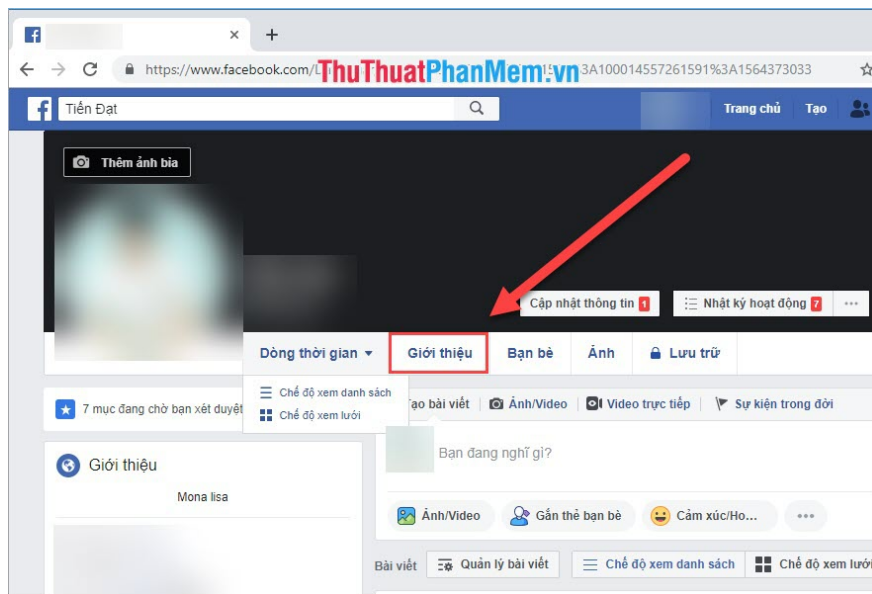 https://www.facebook.com/
ThuThuatPhanMem.vn
3A100014557261591%3A1564373033
Tiến Đạt
Trang chủ Tạo
Thêm ảnh bìa
Cập nhật thông tin 1 Nhật ký hoạt động 7
Dòng thời gian Giới thiệu Bạn bè Ảnh Lưu trữ
Chế độ xem danh sách
Chế độ xem lưới
7 mục đang chờ bạn xét duyệt
ạo bài viết Ảnh/Video Video trực tiếp Sự kiện trong đời
Bạn đang nghĩ gì?
Giới thiệu
Mona lisa
Ảnh/Video Gắn thẻ bạn bè Cảm xúc/Ho...
Bài viết Quản lý bài viết Chế độ xem danh sách Chế độ xem lưới